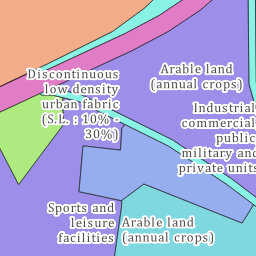 Discontinuous
low density
urban fabric
(S.L. : 10% -
30%)
Arable land
(annual crops)
Industrial
commercial
public
military and
private units
Sports and
leisure
facilities
Arable land
(annual crops)